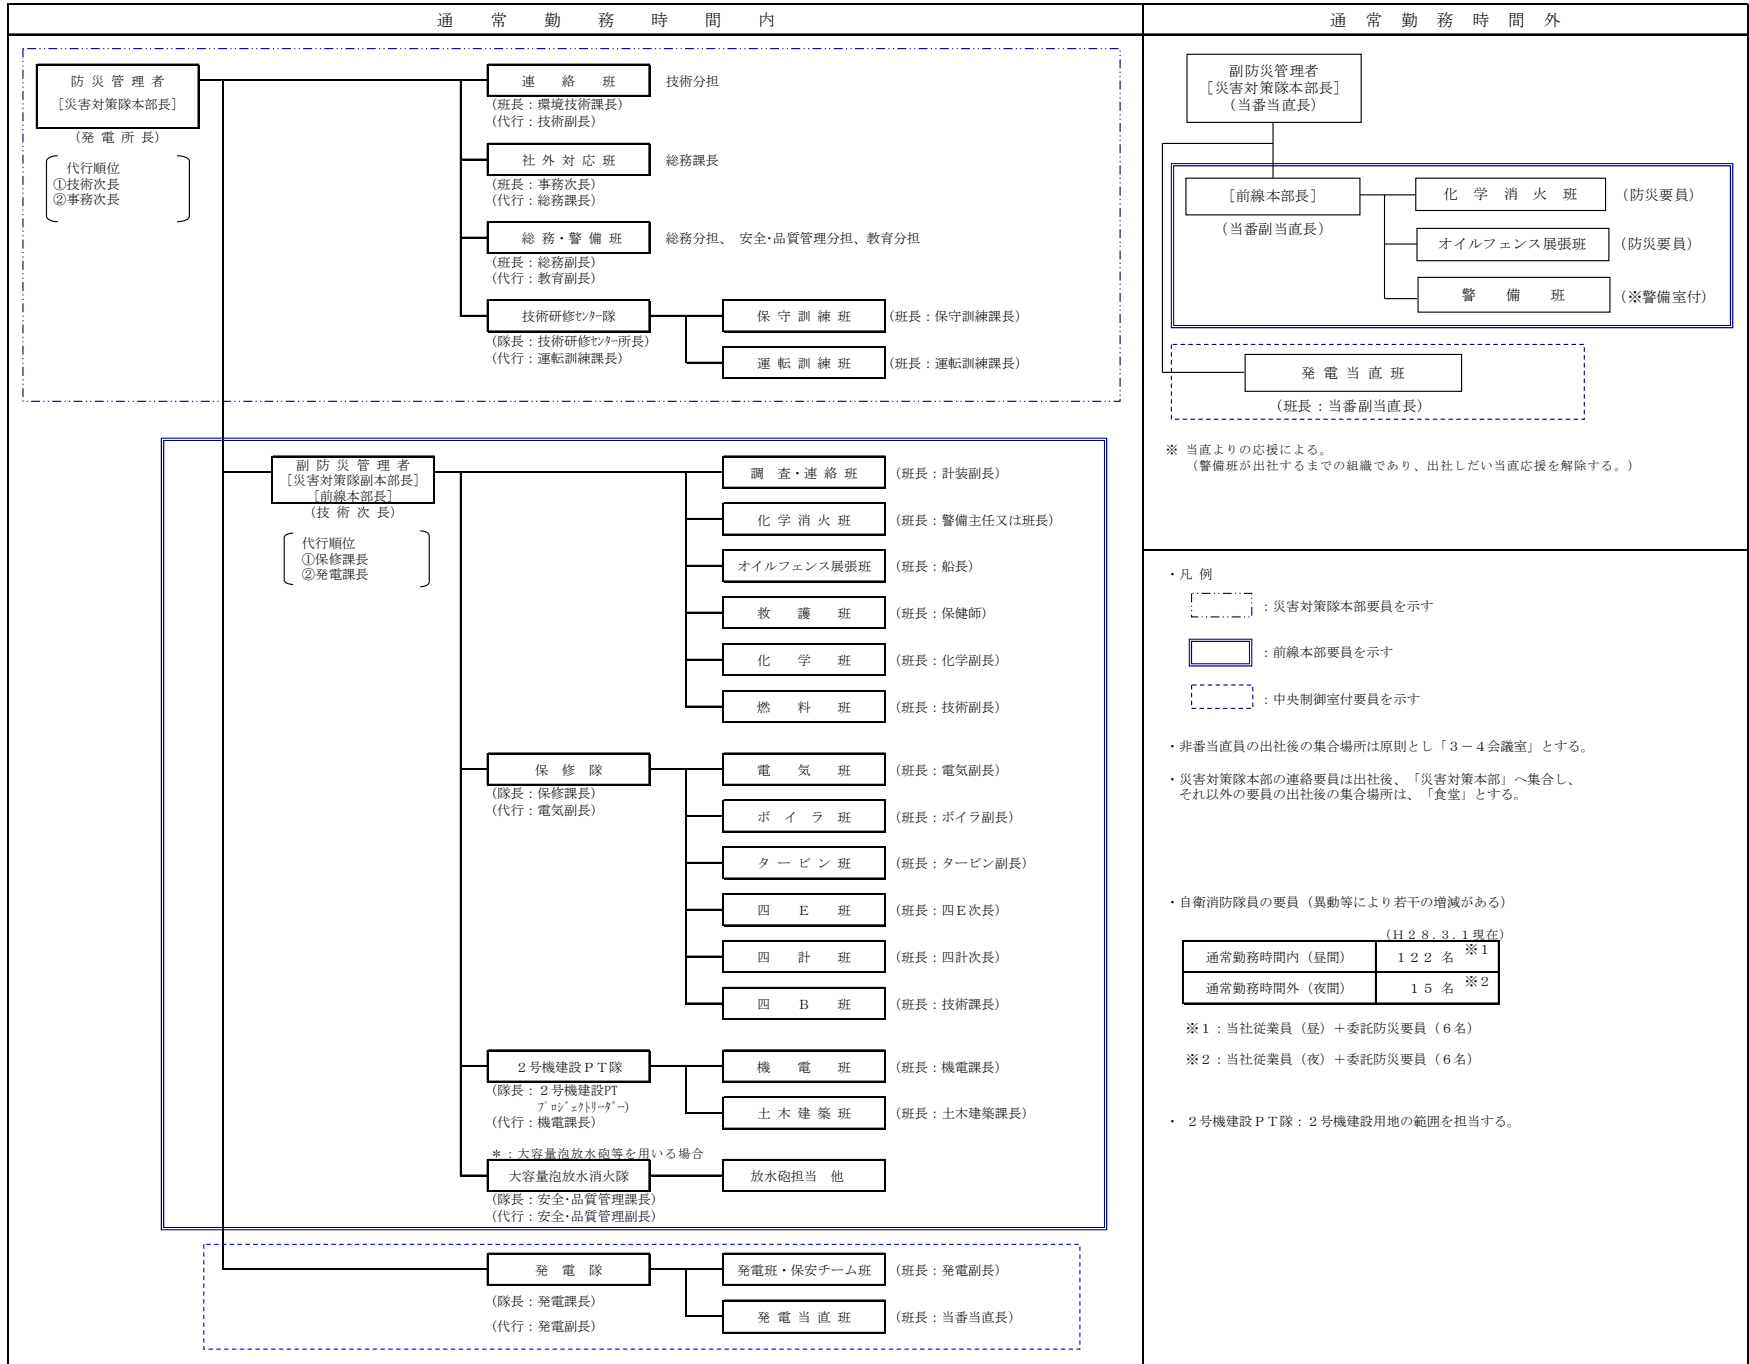 通常勤務時間内
防災管理者
[災害対策隊本部長]
(発電所長)
代行順位
①技術次長
②事務次長
連絡班
技術分担
(班長：環境技術課長)
(代行：技術副長)
社外対応班
総務課長
(班長：事務次長)
(代行：総務課長)
総務・警備班
総務分担、 安全・品質管理分担、教育分担
(班長：総務副長)
(代行：教育副長)
技術研修ｾﾝﾀｰ隊
(隊長：技術研修ｾﾝﾀｰ所長)
(代行：運転訓練課長)
保守訓練班
(班長：保守訓練課長)
運転訓練班
(班長：運転訓練課長)
副防災管理者
[災害対策隊副本部長]
[前線本部長]
(技術次長)
代行順位
①保修課長
②発電課長
調査・連絡班
(班長：計装副長)
化学消火班
(班長：警備主任又は班長)
オイルフェンス展張班
(班長：船長)
救護班
(班長：保健師)
化学班
(班長：化学副長)
燃料班
(班長：技術副長)
保修隊
(隊長：保修課長)
(代行：電気副長)
電気班
(班長：電気副長)
ボイラ班
(班長：ボイラ副長)
タービン班
(班長：タービン副長)
四Ｅ班
(班長：四Ｅ次長)
四計班
(班長：四計次長)
四Ｂ班
(班長：技術課長)
２号機建設ＰＴ隊
(隊長：２号機建設PT
ﾌﾟﾛｼﾞｪｸﾄﾘｰﾀﾞｰ)
(代行：機電課長)
機電班
(班長：機電課長)
土木建築班
(班長：土木建築課長)
＊：大容量泡放水砲等を用いる場合
大容量泡放水消火隊
(隊長：安全・品質管理課長)
(代行：安全・品質管理副長)
放水砲担当　他
発電隊
(隊長：発電課長)
(代行：発電副長)
発電班・保安チーム班
(班長：発電副長)
発電当直班
(班長：当番当直長)
通常勤務時間外
副防災管理者
[災害対策隊本部長]
(当番当直長)
[前線本部長]
(当番副当直長)
化学消火班
(防災要員)
オイルフェンス展張班
(防災要員)
警備班
(※警備室付)
発電当直班
(班長：当番副当直長)
※ 当直よりの応援による。
(警備班が出社するまでの組織であり、出社しだい当直応援を解除する。)
・凡 例
：災害対策隊本部要員を示す
：前線本部要員を示す
：中央制御室付要員を示す
・非番当直員の出社後の集合場所は原則とし「３－４会議室」とする。
・災害対策隊本部の連絡要員は出社後、「災害対策本部」へ集合し、
それ以外の要員の出社後の集合場所は、「食堂」とする。
・自衛消防隊員の要員（異動等により若干の増減がある）
(Ｈ２８.３.１現在)
通常勤務時間内（昼間） １２２ 名 ※1
通常勤務時間外（夜間） １５ 名 ※2
※１：当社従業員（昼）＋委託防災要員（６名）
※２：当社従業員（夜）＋委託防災要員（６名）
・ ２号機建設ＰＴ隊：２号機建設用地の範囲を担当する。